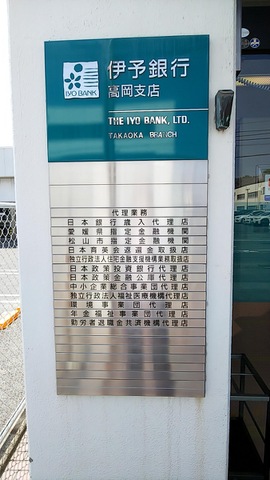 IYO BANK
伊予銀行
高岡支店
THE IYO BANK, LTD.
TAKAOKA BRANCH
代理業務
日本銀行歳入代理店
愛媛県指定金融機関
松山市指定金融機関
日本育英会返還金取扱店
独立行政法人住宅金融支援機構業務取扱店
日本政策投資銀行代理店
日本政策金融公庫代理店
中小企業総合事業団代理店
独立行政法人福祉医療機構代理店
環境事業団代理店
年金福祉事業団代理店
勤労者退職金共済機構代理店